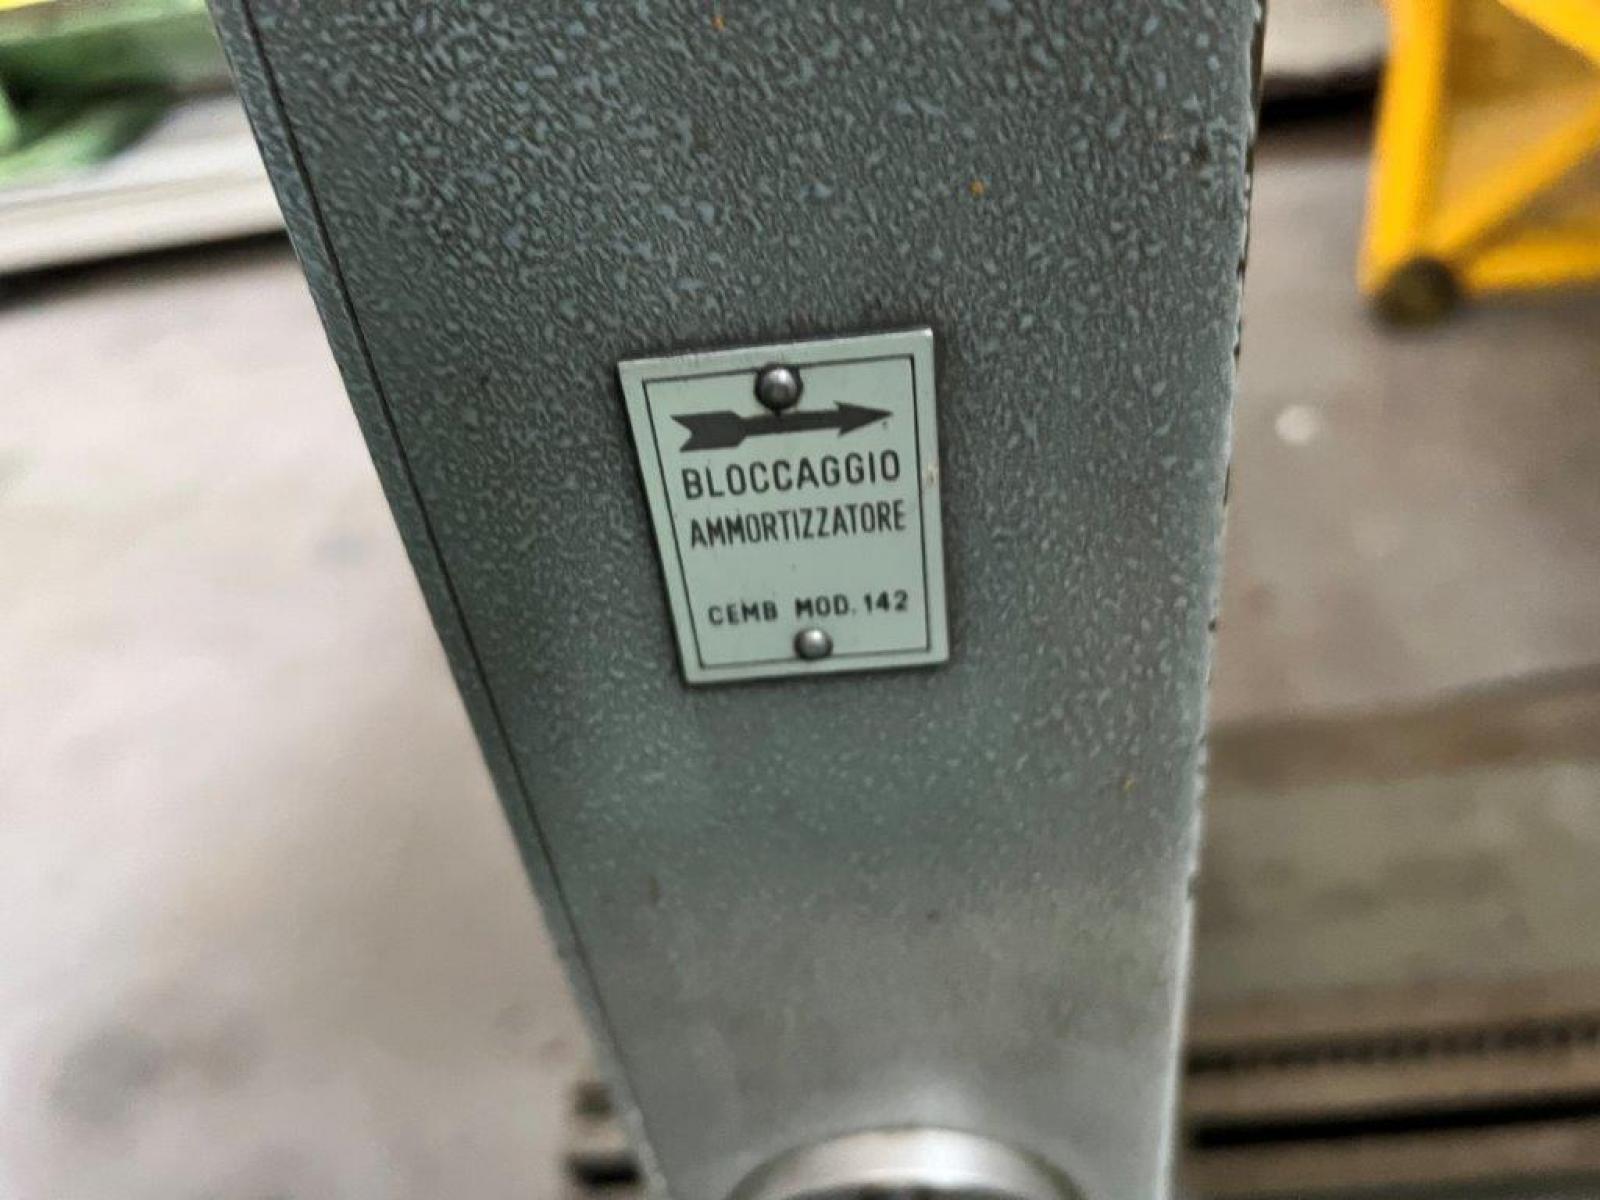 BLOCCAGGIO
AMMORTIZZATORE
CEMB MOD. 142